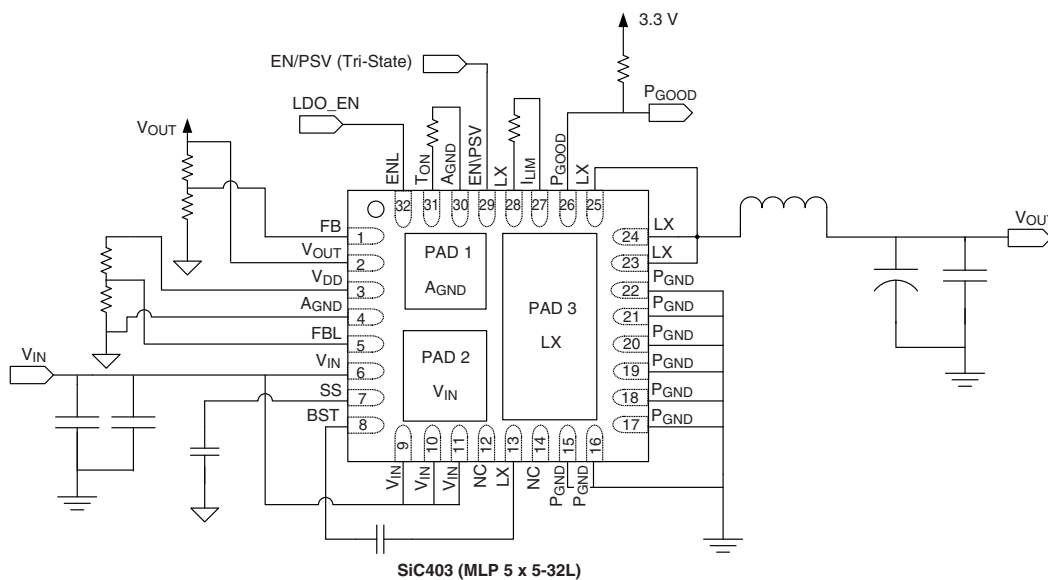 3.3 V
EN/PSV (Tri-State)
PGOOD
LDO_EN
VOUT
ENL
TON
AGND
EN\PSV
LX
ILIM
PGOOD
LX
32
31
30
29
28
27
26
25
FB
1
VOUT
2
VDD
3
AGND
4
FBL
5
VIN
VIN
6
SS
7
BST
8
PAD 1
AGND
PAD 2
VIN
PAD 3
LX
24
LX
23
LX
22
PGND
21
PGND
20
PGND
19
PGND
18
PGND
17
PGND
VOUT
9
10
11
12
13
14
15
16
VIN
VIN
VIN
NC
LX
NC
PGND
PGND
SiC403 (MLP 5 x 5-32L)